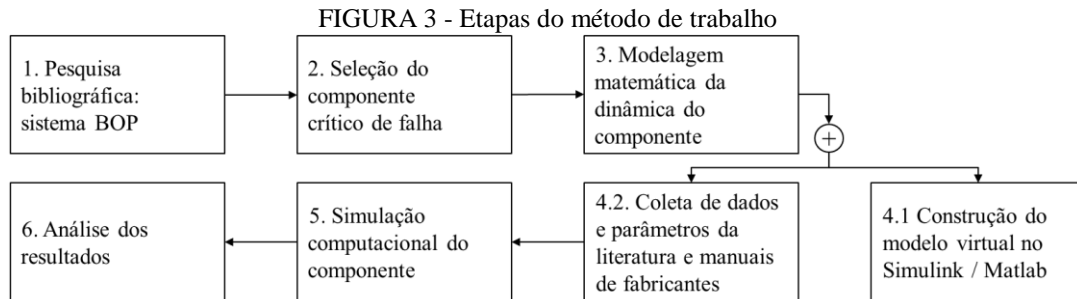 FIGURA 3 - Etapas do método de trabalho
1. Pesquisa
bibliográfica:
sistema BOP
2. Seleção do
componente
crítico de falha
3. Modelagem
matemática da
dinâmica do
componente
+
4.1 Construção do
modelo virtual no
Simulink / Matlab
4.2. Coleta de dados
e parâmetros da
literatura e manuais
de fabricantes
5. Simulação
computacional do
componente
6. Análise dos
resultados